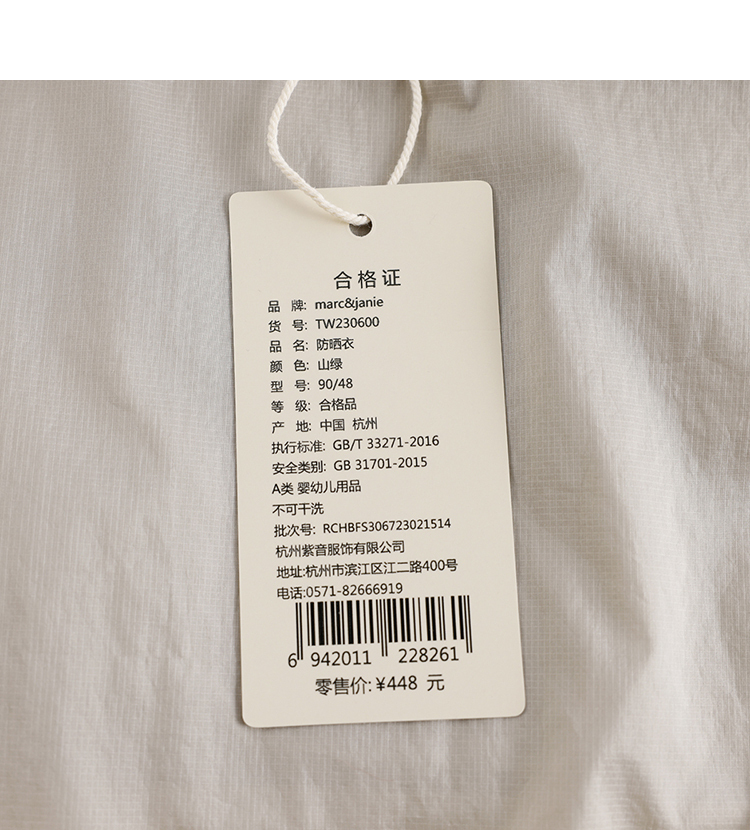 合格证
品 牌: marc&janie
货 号: TW230600
品 名: 防晒衣
颜 色: 山绿
型 号: 90/48
等 级: 合格品
产 地: 中国 杭州
执行标准: GB/T 33271-2016
安全类别: GB 31701-2015
A类 婴幼儿用品
不可干洗
批次号: RCHBFS306723021514
杭州紫音服饰有限公司
地址:杭州市滨江区江二路400号
电话:0571-82666919
6 942011 228261
零售价:¥448 元